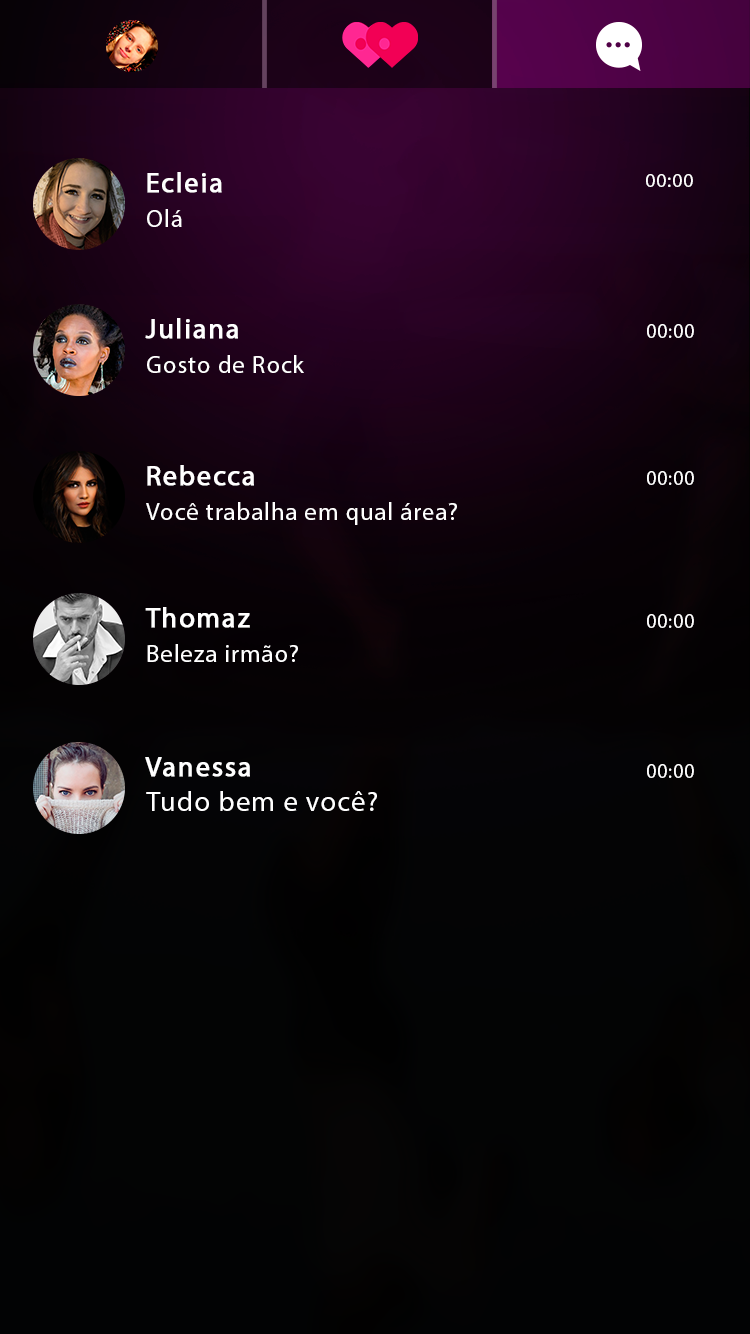 Ecleia 00:00
Olá
Juliana 00:00
Gosto de Rock
Rebecca 00:00
Você trabalha em qual área?
Thomaz 00:00
Beleza irmão?
Vanessa 00:00
Tudo bem e você?